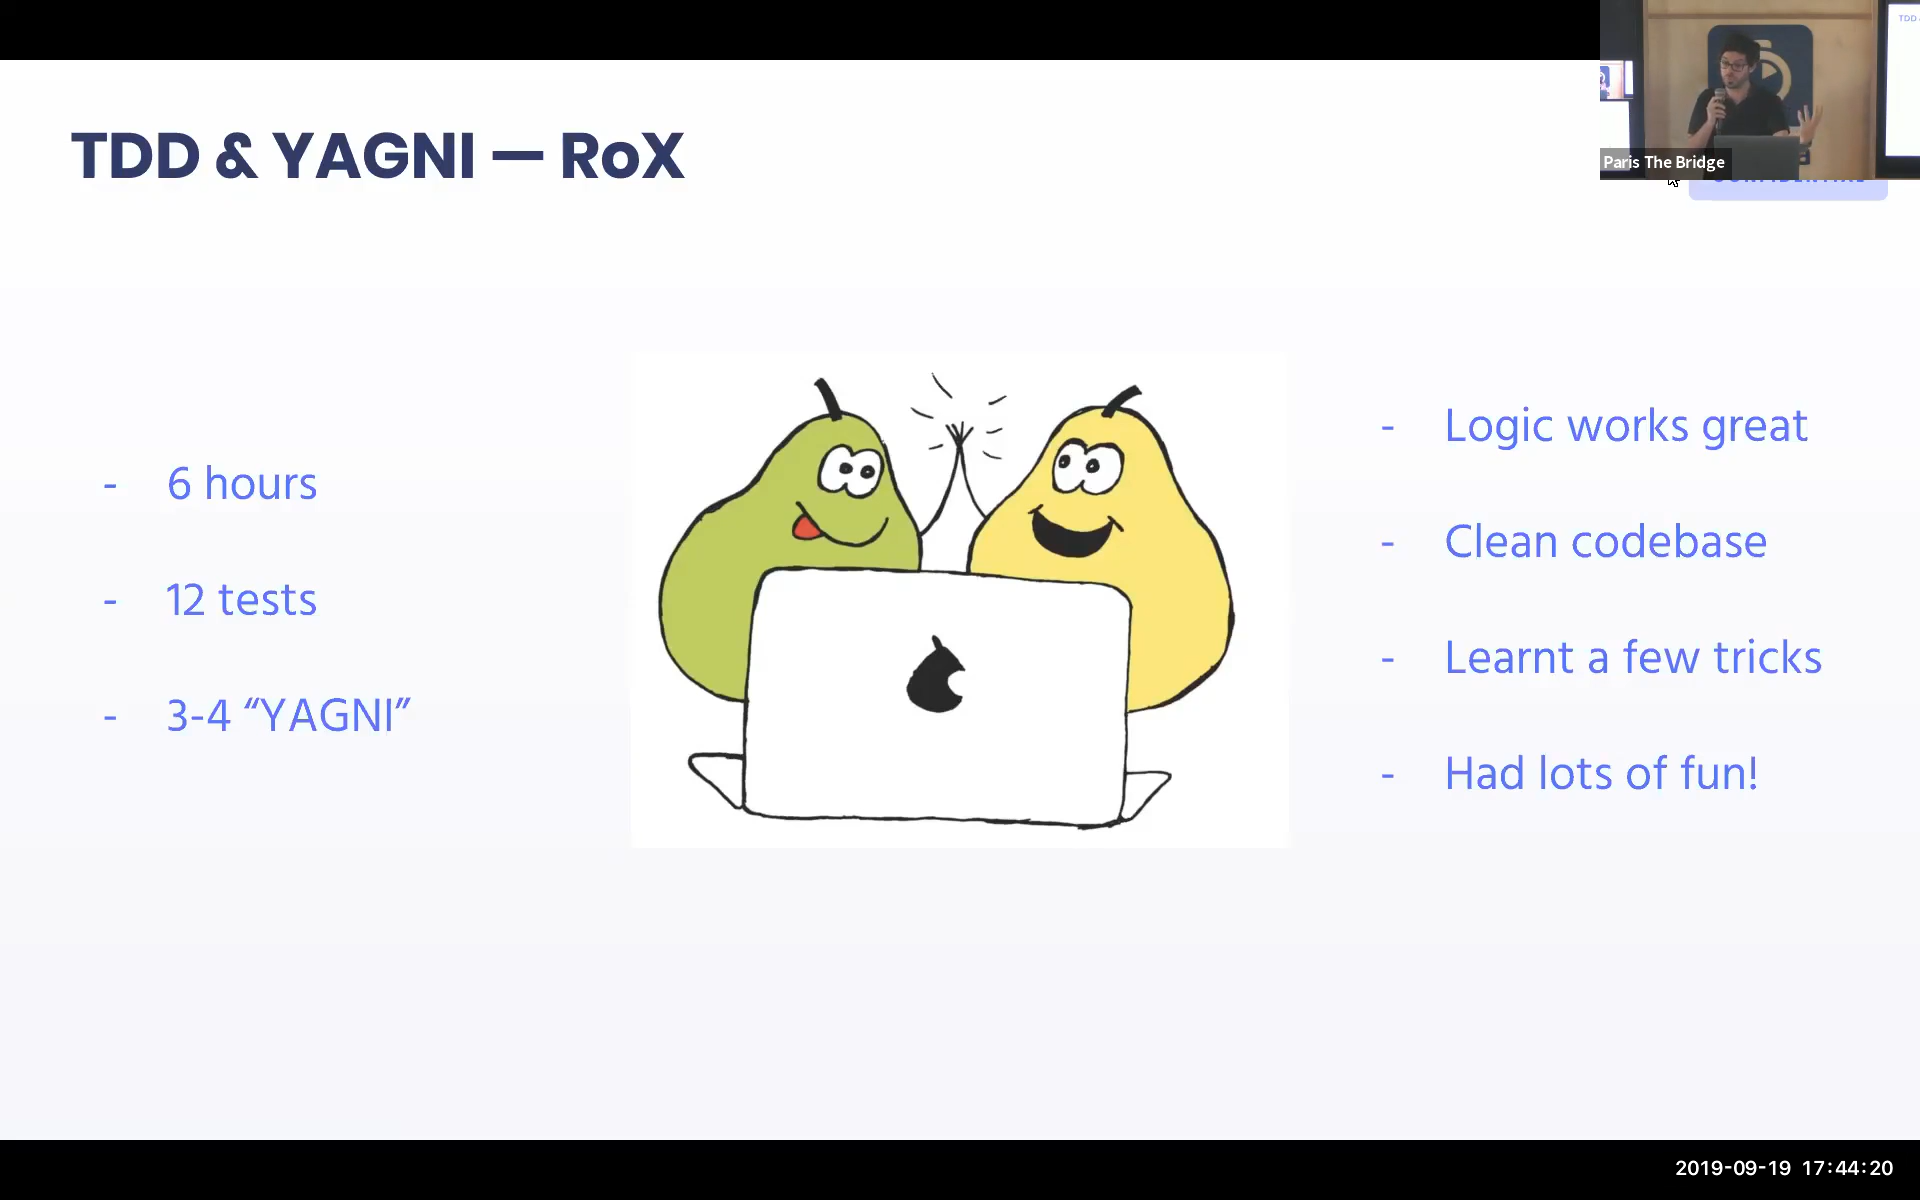 TDD & YAGNI — RoX
Paris The Bridge
- 6 hours
- 12 tests
- 3-4 “YAGNI”
- Logic works great
- Clean codebase
- Learnt a few tricks
- Had lots of fun!
2019-09-19 17:44:20